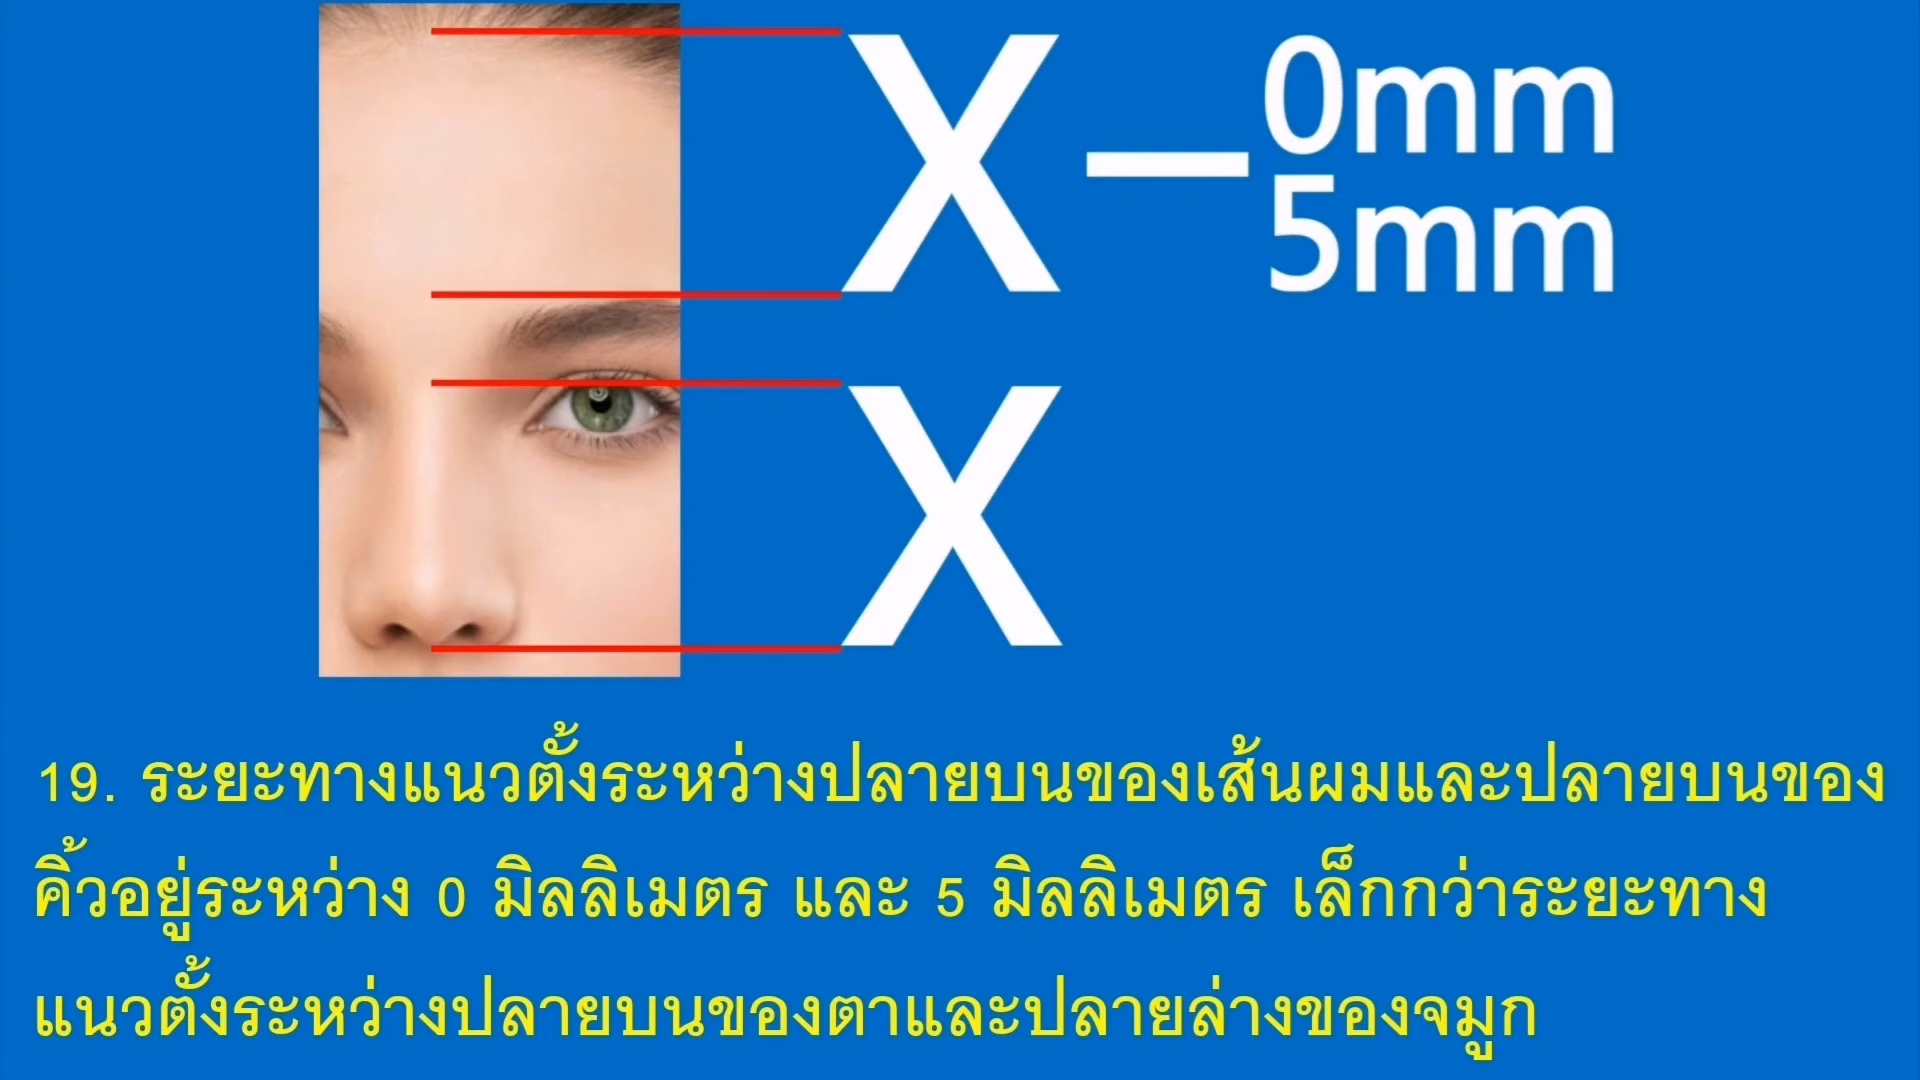 X–0mm
5mm
X
19. ระยะทางแนวตั้งระหว่างปลายบนของเส้นผมและปลายบนของ
คิ้วอยู่ระหว่าง 0 มิลลิเมตร และ 5 มิลลิเมตร เล็กกว่าระยะทาง
แนวตั้งระหว่างปลายบนของตาและปลายล่างของจมูก